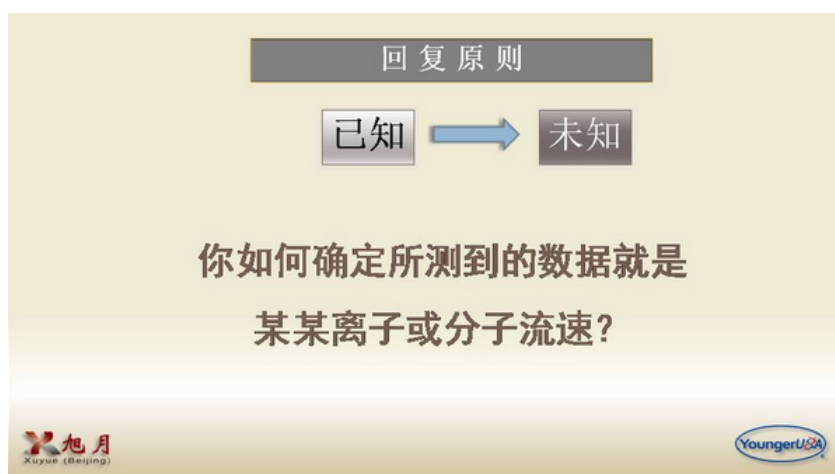 回复原则
已知
未知
你如何确定所测到的数据就是
某某离子或分子流速?
旭月
Xuyue (Beijing)
YoungerUSA